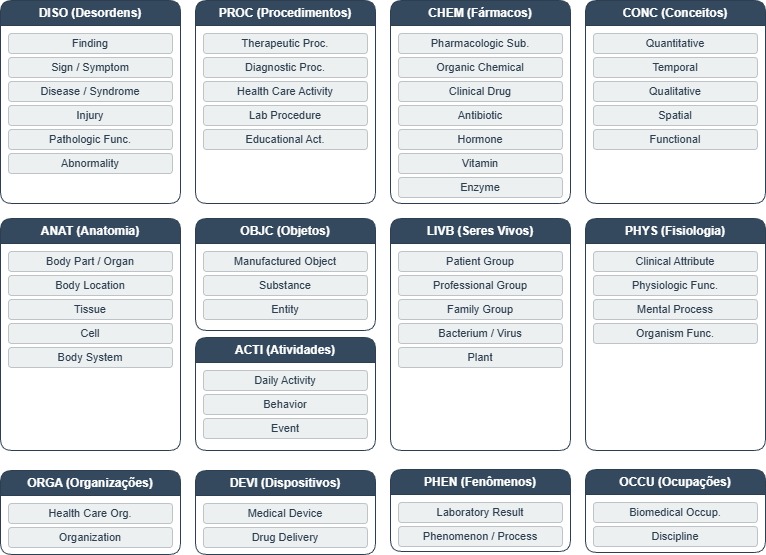 DISO (Desordens)
Finding
Sign / Symptom
Disease / Syndrome
Injury
Pathologic Func.
Abnormality
PROC (Procedimentos)
Therapeutic Proc.
Diagnostic Proc.
Health Care Activity
Lab Procedure
Educational Act.
CHEM (Fármacos)
Pharmacologic Sub.
Organic Chemical
Clinical Drug
Antibiotic
Hormone
Vitamin
Enzyme
CONC (Conceitos)
Quantitative
Temporal
Qualitative
Spatial
Functional
ANAT (Anatomia)
Body Part / Organ
Body Location
Tissue
Cell
Body System
OBJC (Objetos)
Manufactured Object
Substance
Entity
ACTI (Atividades)
Daily Activity
Behavior
Event
LIVB (Seres Vivos)
Patient Group
Professional Group
Family Group
Bacterium / Virus
Plant
PHYS (Fisiologia)
Clinical Attribute
Physiologic Func.
Mental Process
Organism Func.
ORGA (Organizações)
Health Care Org.
Organization
DEVI (Dispositivos)
Medical Device
Drug Delivery
PHEN (Fenômenos)
Laboratory Result
Phenomenon / Process
OCCU (Ocupações)
Biomedical Occup.
Discipline